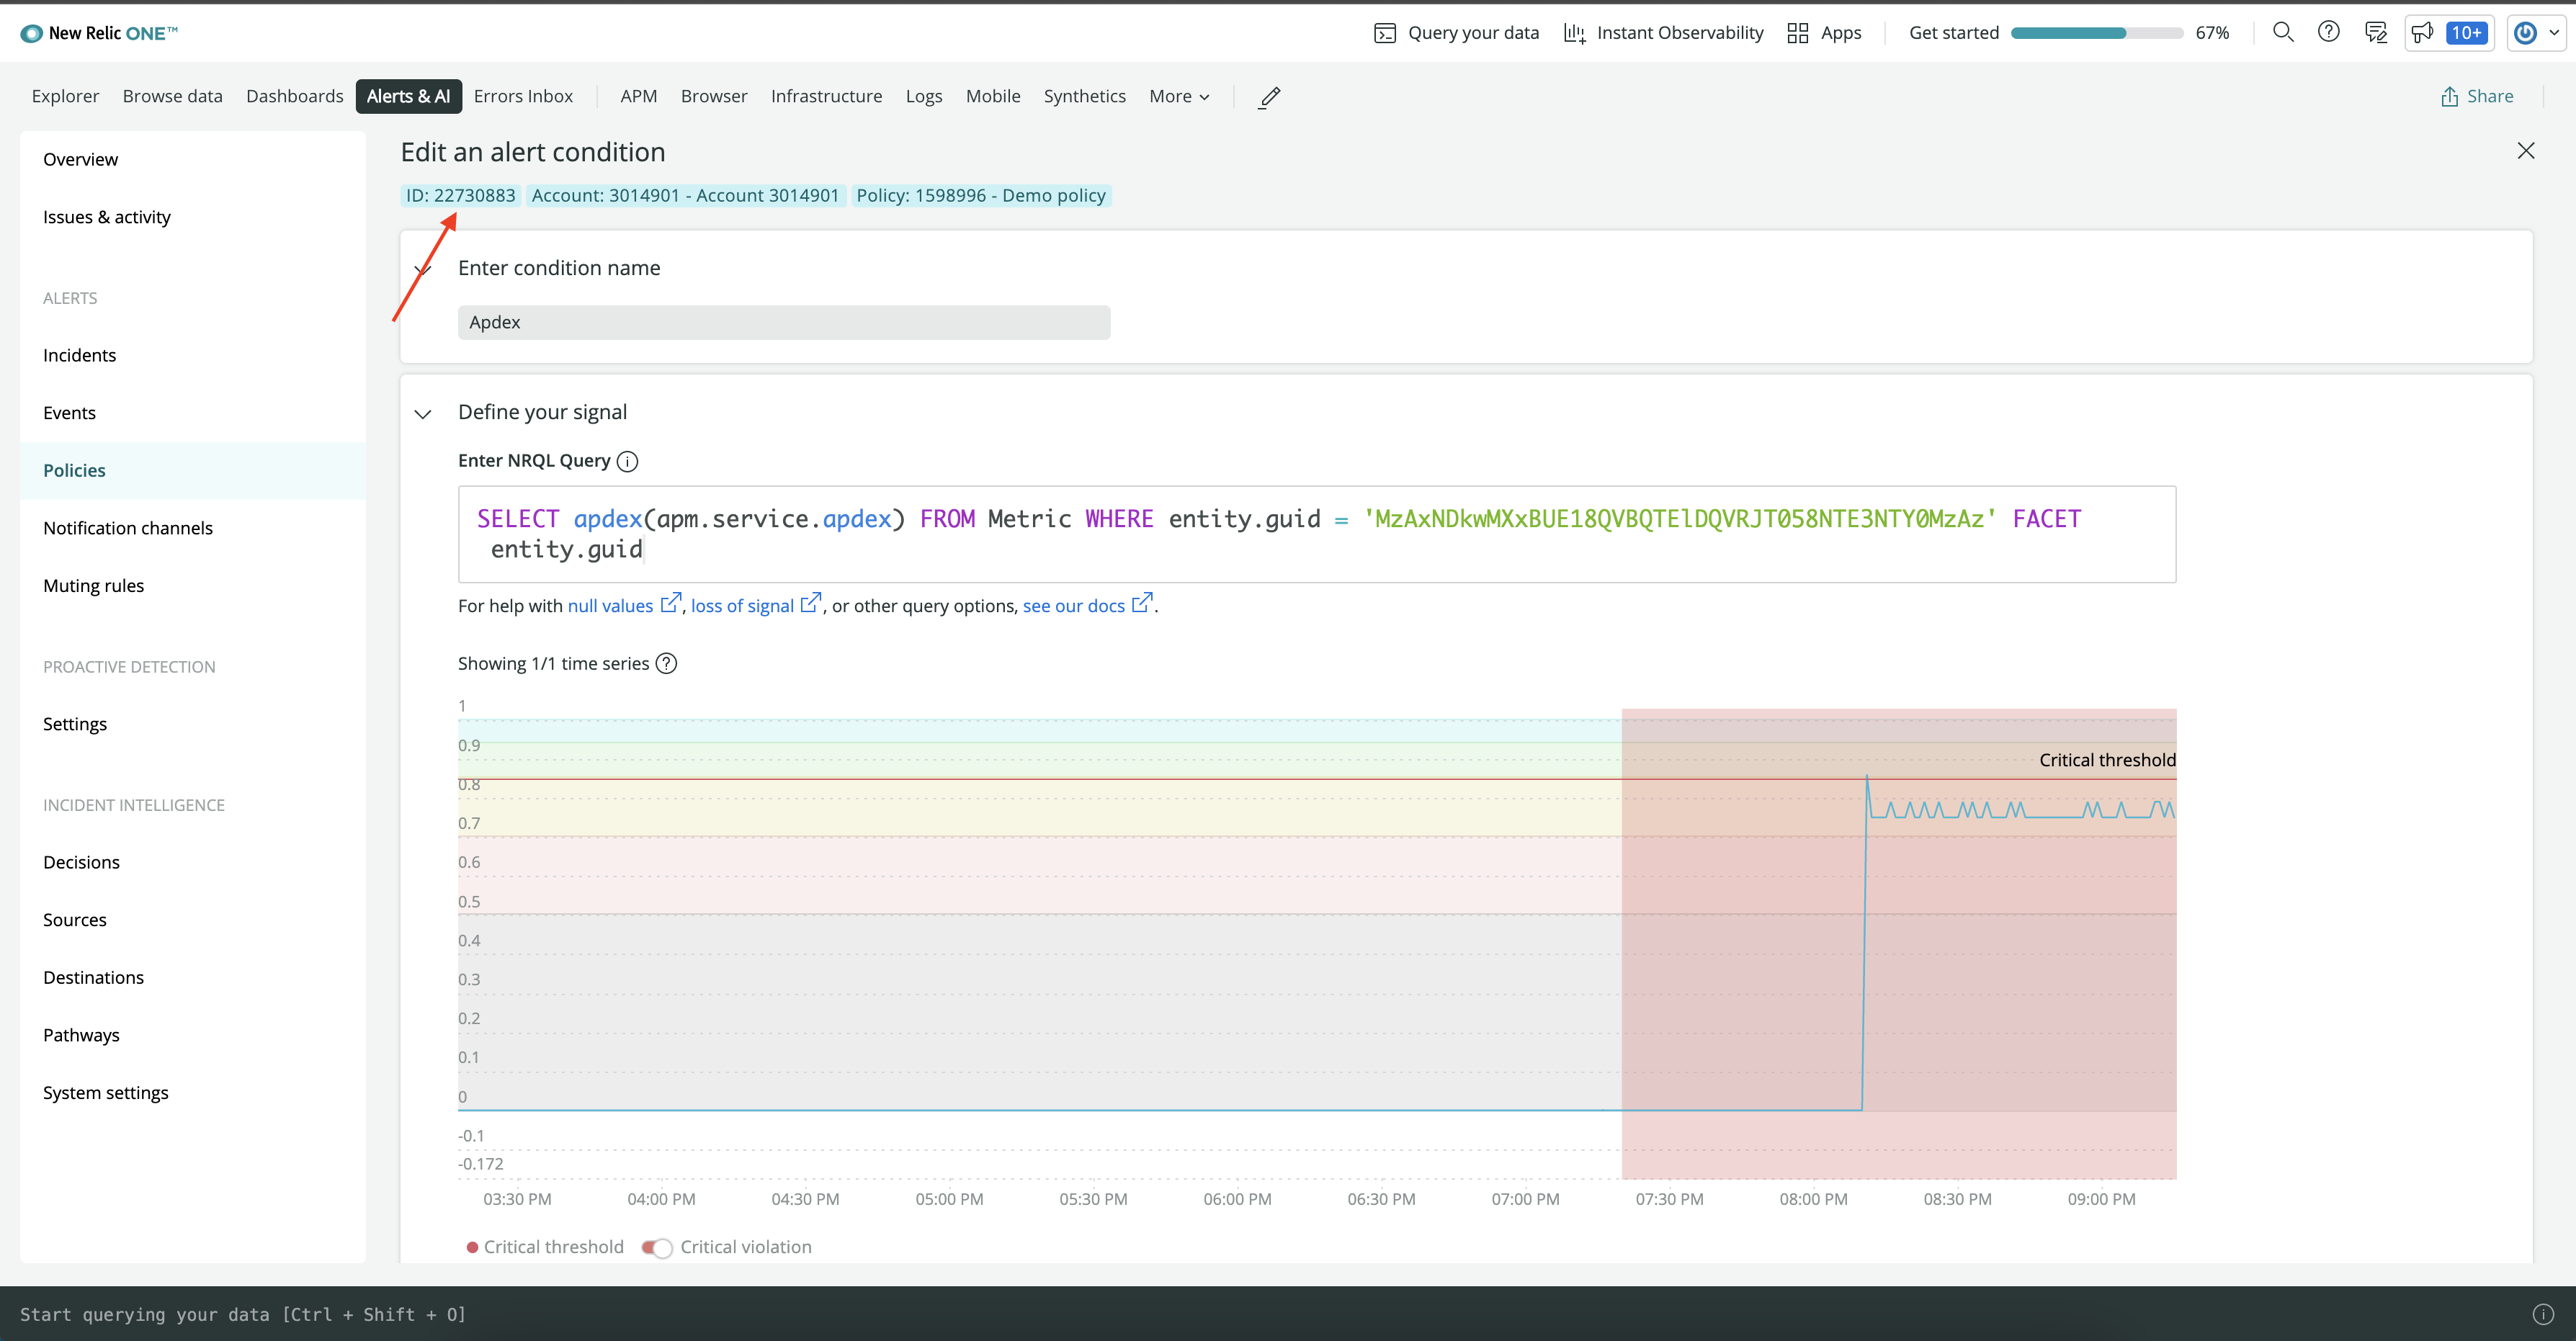 New Relic ONE™
Query your data
Instant Observability
Apps
Get started
67%
10+
Explorer
Browse data
Dashboards
Alerts & AI
Errors Inbox
APM
Browser
Infrastructure
Logs
Mobile
Synthetics
More
Share
Overview
Issues & activity
ALERTS
Incidents
Events
Policies
Notification channels
Muting rules
PROACTIVE DETECTION
Settings
INCIDENT INTELLIGENCE
Decisions
Sources
Destinations
Pathways
System settings
Edit an alert condition
ID: 22730883
Account: 3014901 - Account 3014901
Policy: 1598996 - Demo policy
Enter condition name
Apdex
Define your signal
Enter NRQL Query
SELECT apdex(apm.service.apdex) FROM Metric WHERE entity.guid = 'MzAxNDkwMXxBUE18QVBQTElDQVRJT058NTE3NTY0MzAz' FACET
entity.guid
For help with null values, loss of signal, or other query options, see our docs.
Showing 1/1 time series
1
0.9
Critical threshold
0.8
0.7
0.6
0.5
0.4
0.3
0.2
0.1
0
-0.1
-0.172
03:30 PM
04:00 PM
04:30 PM
05:00 PM
05:30 PM
06:00 PM
06:30 PM
07:00 PM
07:30 PM
08:00 PM
08:30 PM
09:00 PM
Critical threshold
Critical violation
Start querying your data [Ctrl + Shift + O]